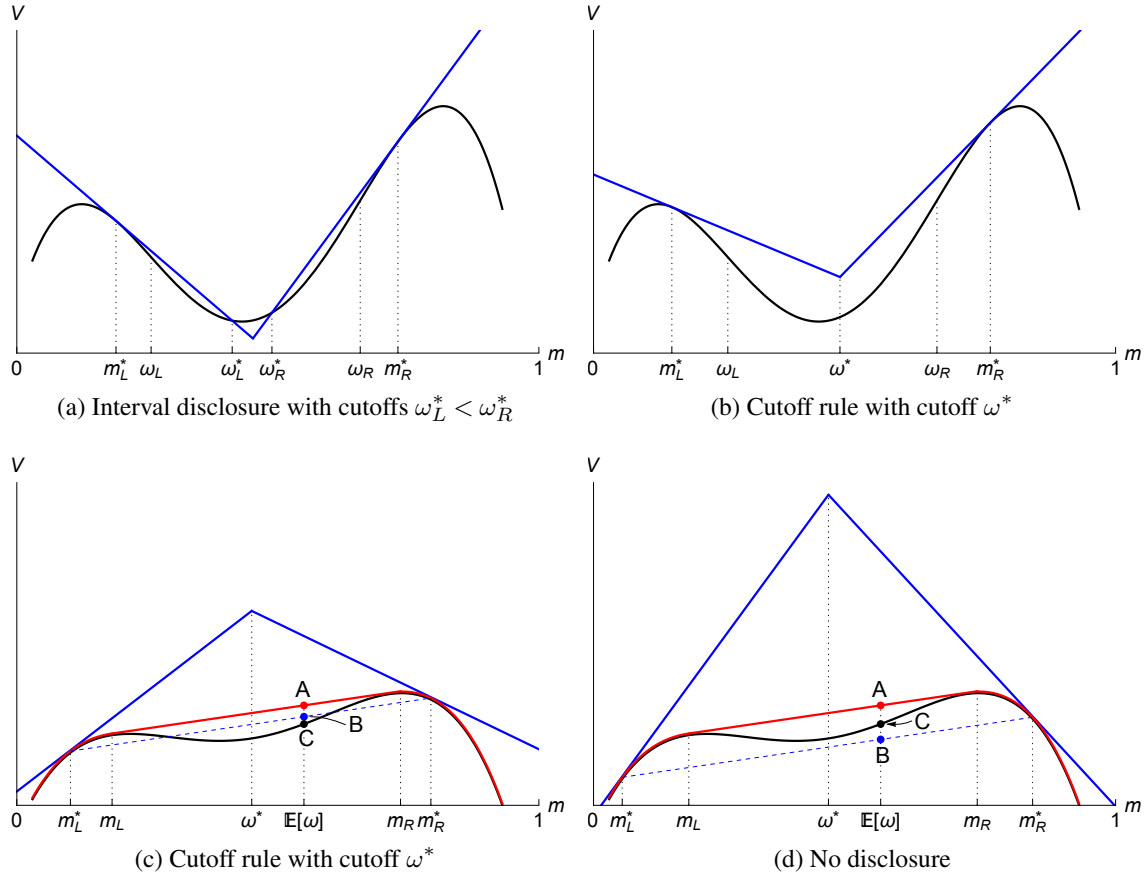 V V
0 m*L ωL ω*L ω*R ωR m*R 1 m 0 m*L ωL ω* ωR m*R 1 m
(a) Interval disclosure with cutoffs ω*L < ω*R (b) Cutoff rule with cutoff ω*
V V
A A
B C
C B
0 m*L mL ω* 𝔼[ω] mR m*R 1 m 0 m*L mL ω* 𝔼[ω] mR m*R 1 m
(c) Cutoff rule with cutoff ω* (d) No disclosure